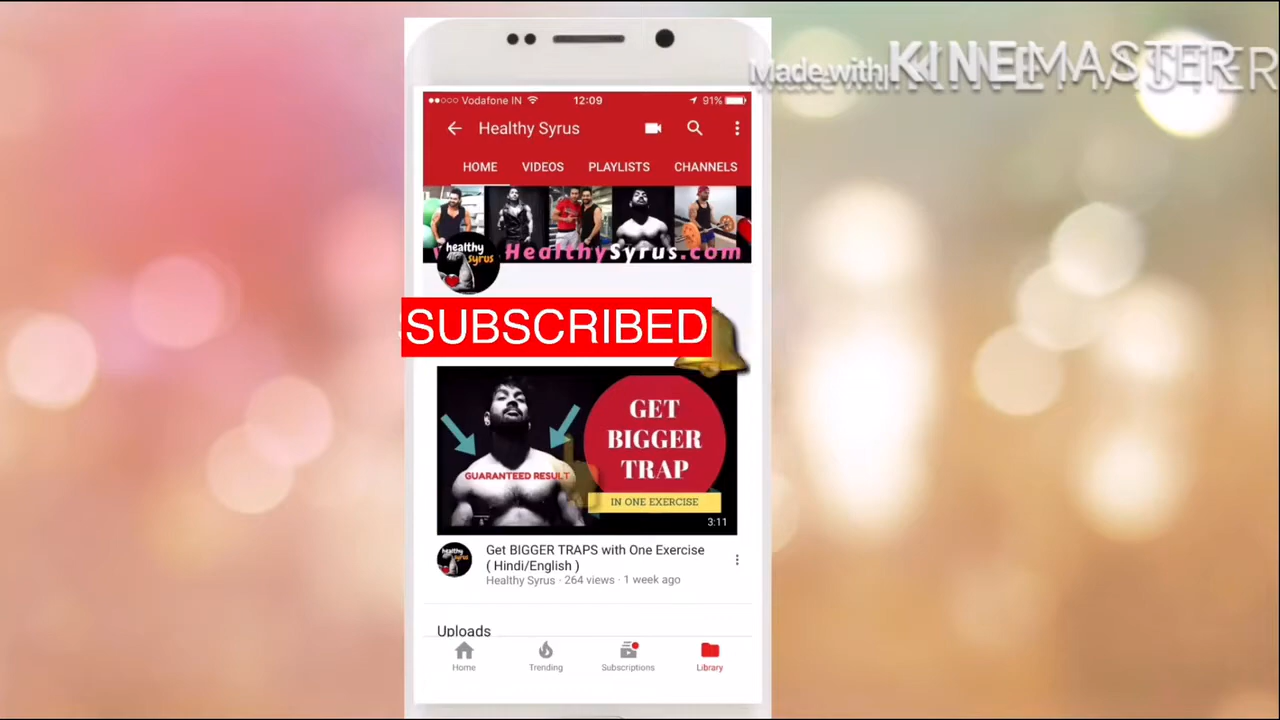 Made with KINEMASTER
Vodafone IN
12:09
91%
Healthy Syrus
HOME VIDEOS PLAYLISTS CHANNELS
HealthySyrus.com
healthy
syrus
SUBSCRIBED
GET
BIGGER
TRAP
GUARANTEED RESULT
IN ONE EXERCISE
3:11
healthy
syrus
Get BIGGER TRAPS with One Exercise
( Hindi/English )
Healthy Syrus · 264 views · 1 week ago
Uploads
Home Trending Subscriptions Library